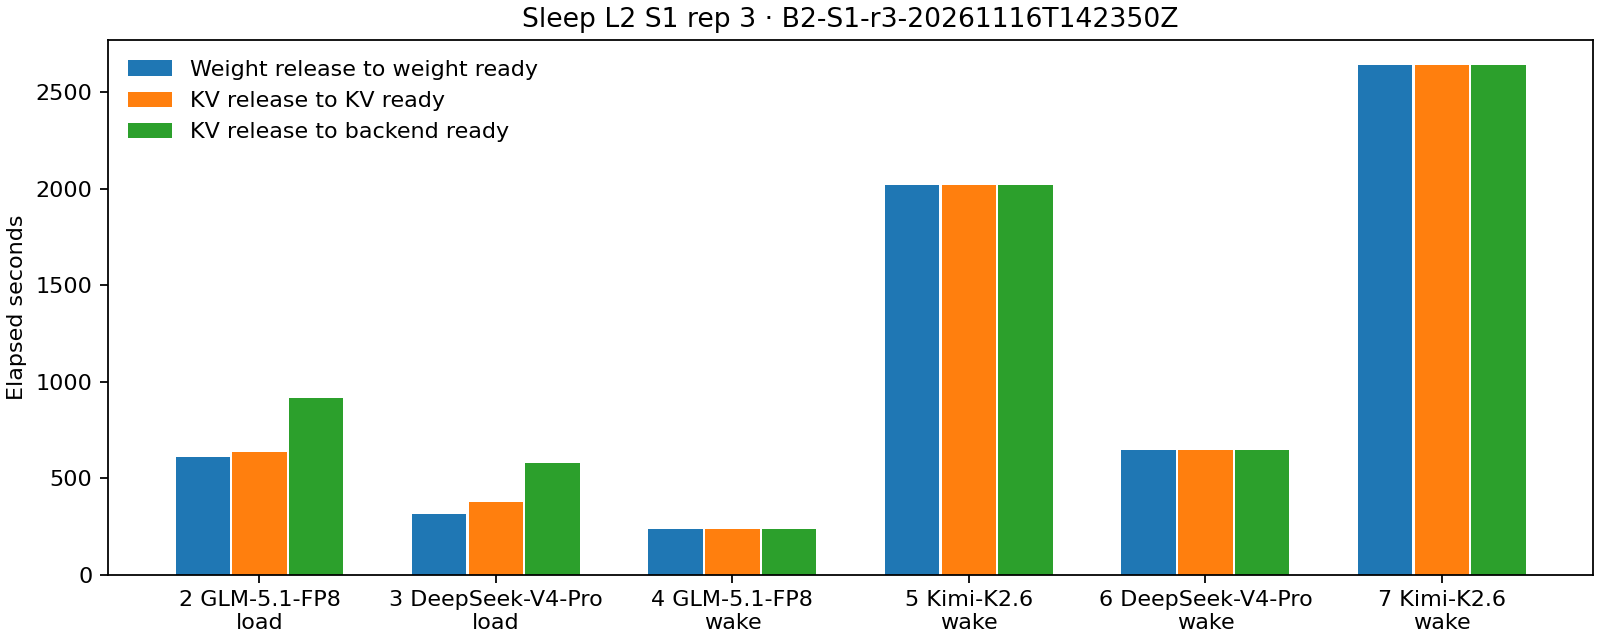 Sleep L2 S1 rep 3 · B2-S1-r3-20261116T142350Z
Weight release to weight ready
KV release to KV ready
KV release to backend ready
Elapsed seconds
2500
2000
1500
1000
500
0
2 GLM-5.1-FP8
load
3 DeepSeek-V4-Pro
load
4 GLM-5.1-FP8
wake
5 Kimi-K2.6
wake
6 DeepSeek-V4-Pro
wake
7 Kimi-K2.6
wake